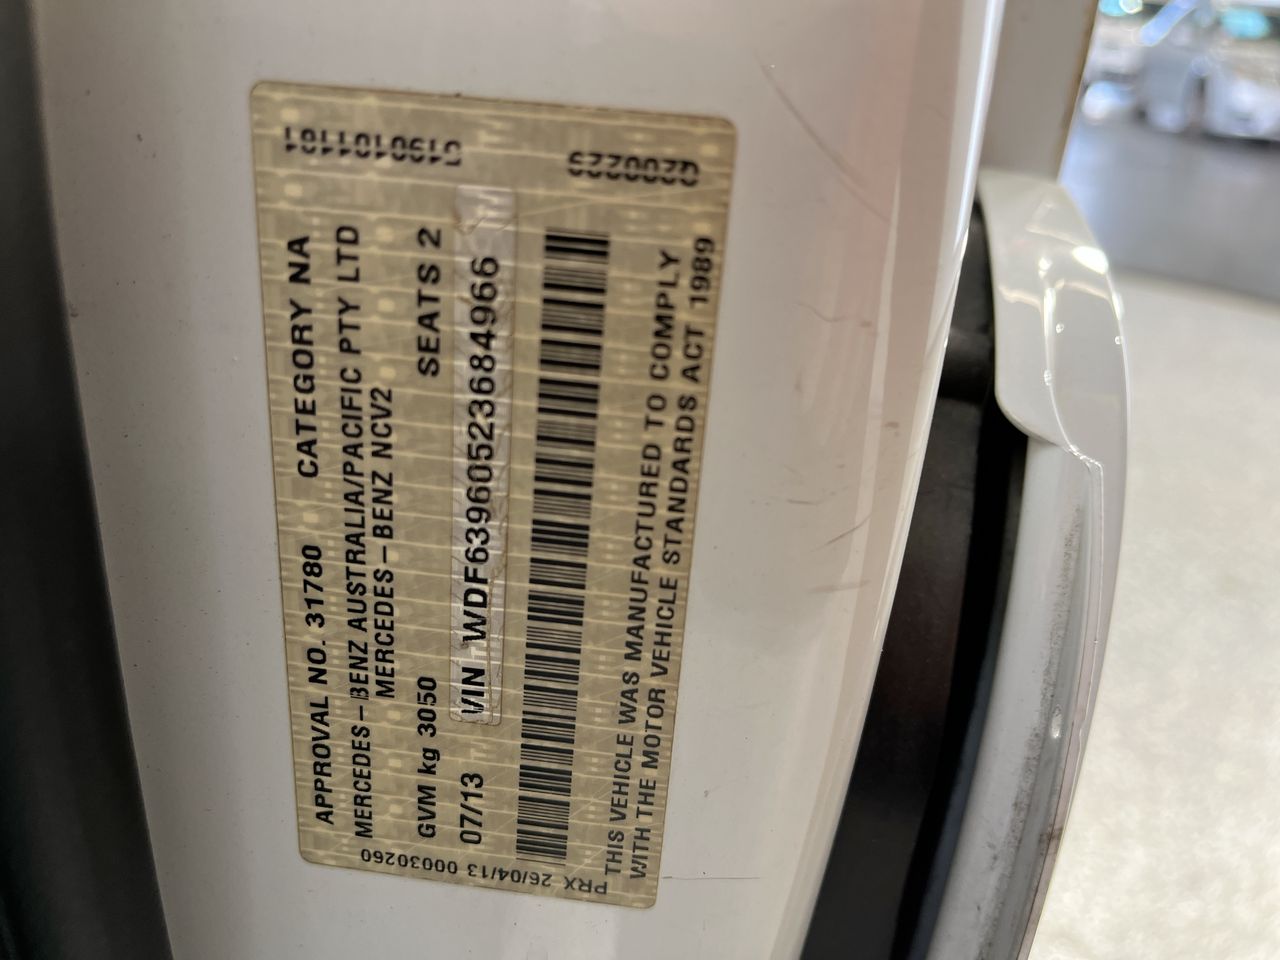 APPROVAL NO. 31780 CATEGORY NA
MERCEDES-BENZ AUSTRALIA/PACIFIC PTY LTD
MERCEDES-BENZ NCV2
GVM kg 3050 SEATS 2
07/13 VIN WDF63960523684966
THIS VEHICLE WAS MANUFACTURED TO COMPLY
WITH THE MOTOR VEHICLE STANDARDS ACT 1989
PRX 26/04/13 00030260